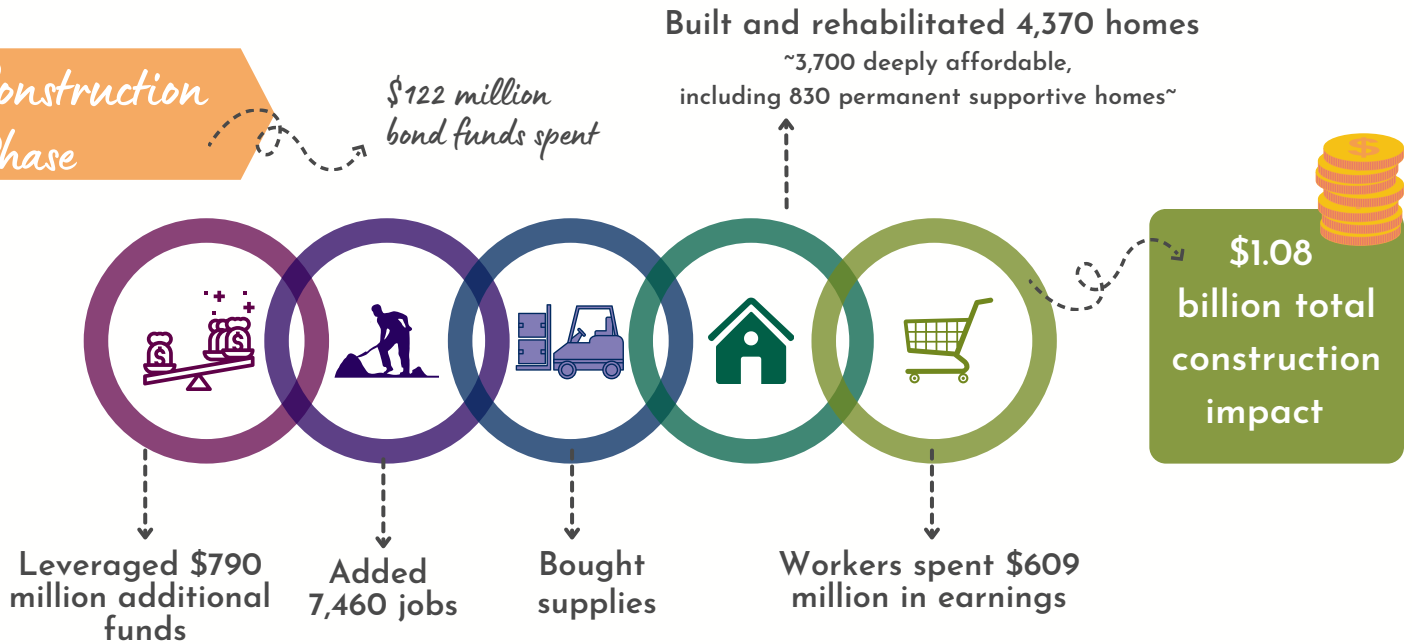 Built and rehabilitated 4,370 homes
~3,700 deeply affordable,
including 830 permanent supportive homes~
onstruction
hase
$122 million
bond funds spent
$1.08
billion total
construction
impact
Leveraged $790
million additional
funds
Added
7,460 jobs
Bought
supplies
Workers spent $609
million in earnings